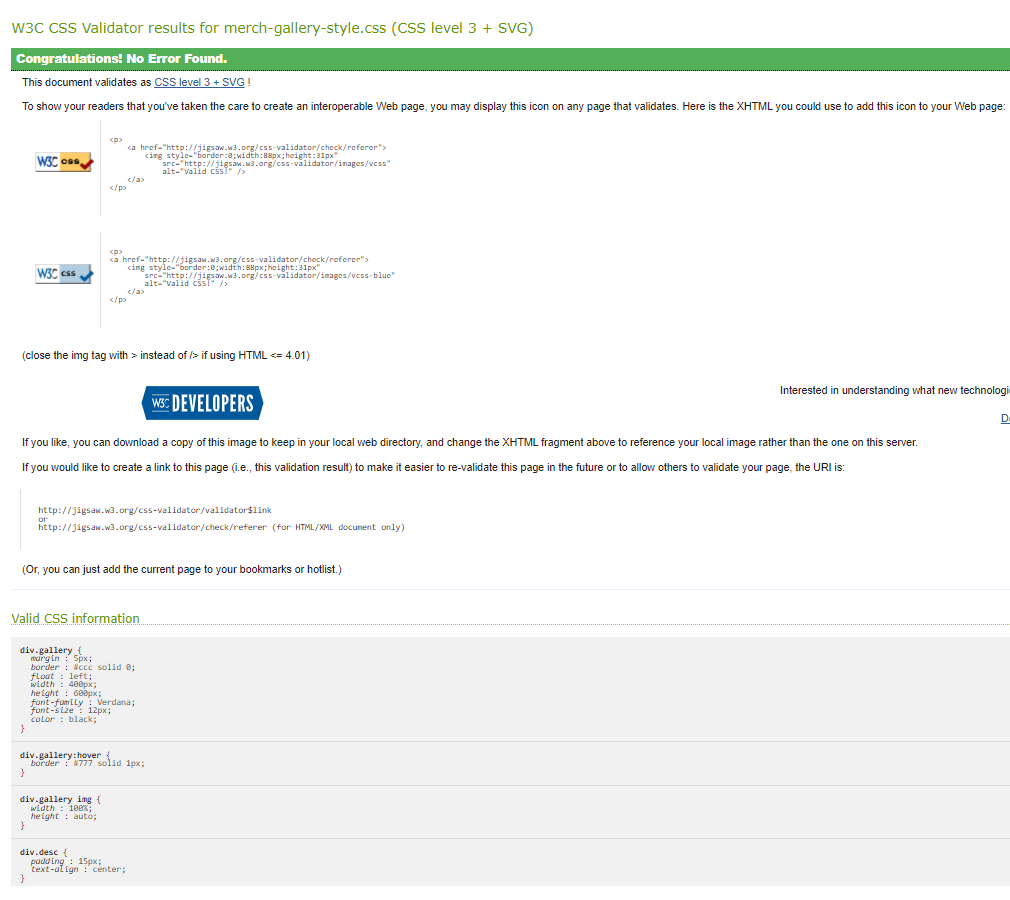 W3C CSS Validator results for merch-gallery-style.css (CSS level 3 + SVG)
Congratulations! No Error Found.
This document validates as CSS level 3 + SVG !
To show your readers that you've taken the care to create an interoperable Web page, you may display this icon on any page that validates. Here is the XHTML you could use to add this icon to your Web page:
W3C css
<p>
<a href="http://jigsaw.w3.org/css-validator/check/referer">
<img style="border:0;width:88px;height:31px"
src="http://jigsaw.w3.org/css-validator/images/vcss"
alt="Valid CSS!" />
</a>
</p>
W3C css
<p>
<a href="http://jigsaw.w3.org/css-validator/check/referer">
<img style="border:0;width:88px;height:31px"
src="http://jigsaw.w3.org/css-validator/images/vcss-blue"
alt="Valid CSS!" />
</a>
</p>
(close the img tag with > instead of /> if using HTML <= 4.01)
W3C DEVELOPERS
Interested in understanding what new technologi
If you like, you can download a copy of this image to keep in your local web directory, and change the XHTML fragment above to reference your local image rather than the one on this server.
If you would like to create a link to this page (i.e., this validation result) to make it easier to re-validate this page in the future or to allow others to validate your page, the URI is:
http://jigsaw.w3.org/css-validator/validator$link
or
http://jigsaw.w3.org/css-validator/check/referer (for HTML/XML document only)
(Or, you can just add the current page to your bookmarks or hotlist.)
Valid CSS information
div.gallery {
margin : 5px;
border : #ccc solid 0;
float : left;
width : 400px;
height : 600px;
font-family : Verdana;
font-size : 12px;
color : black;
}
div.gallery:hover {
border : #777 solid 1px;
}
div.gallery img {
width : 100%;
height : auto;
}
div.desc {
padding : 15px;
text-align : center;
}